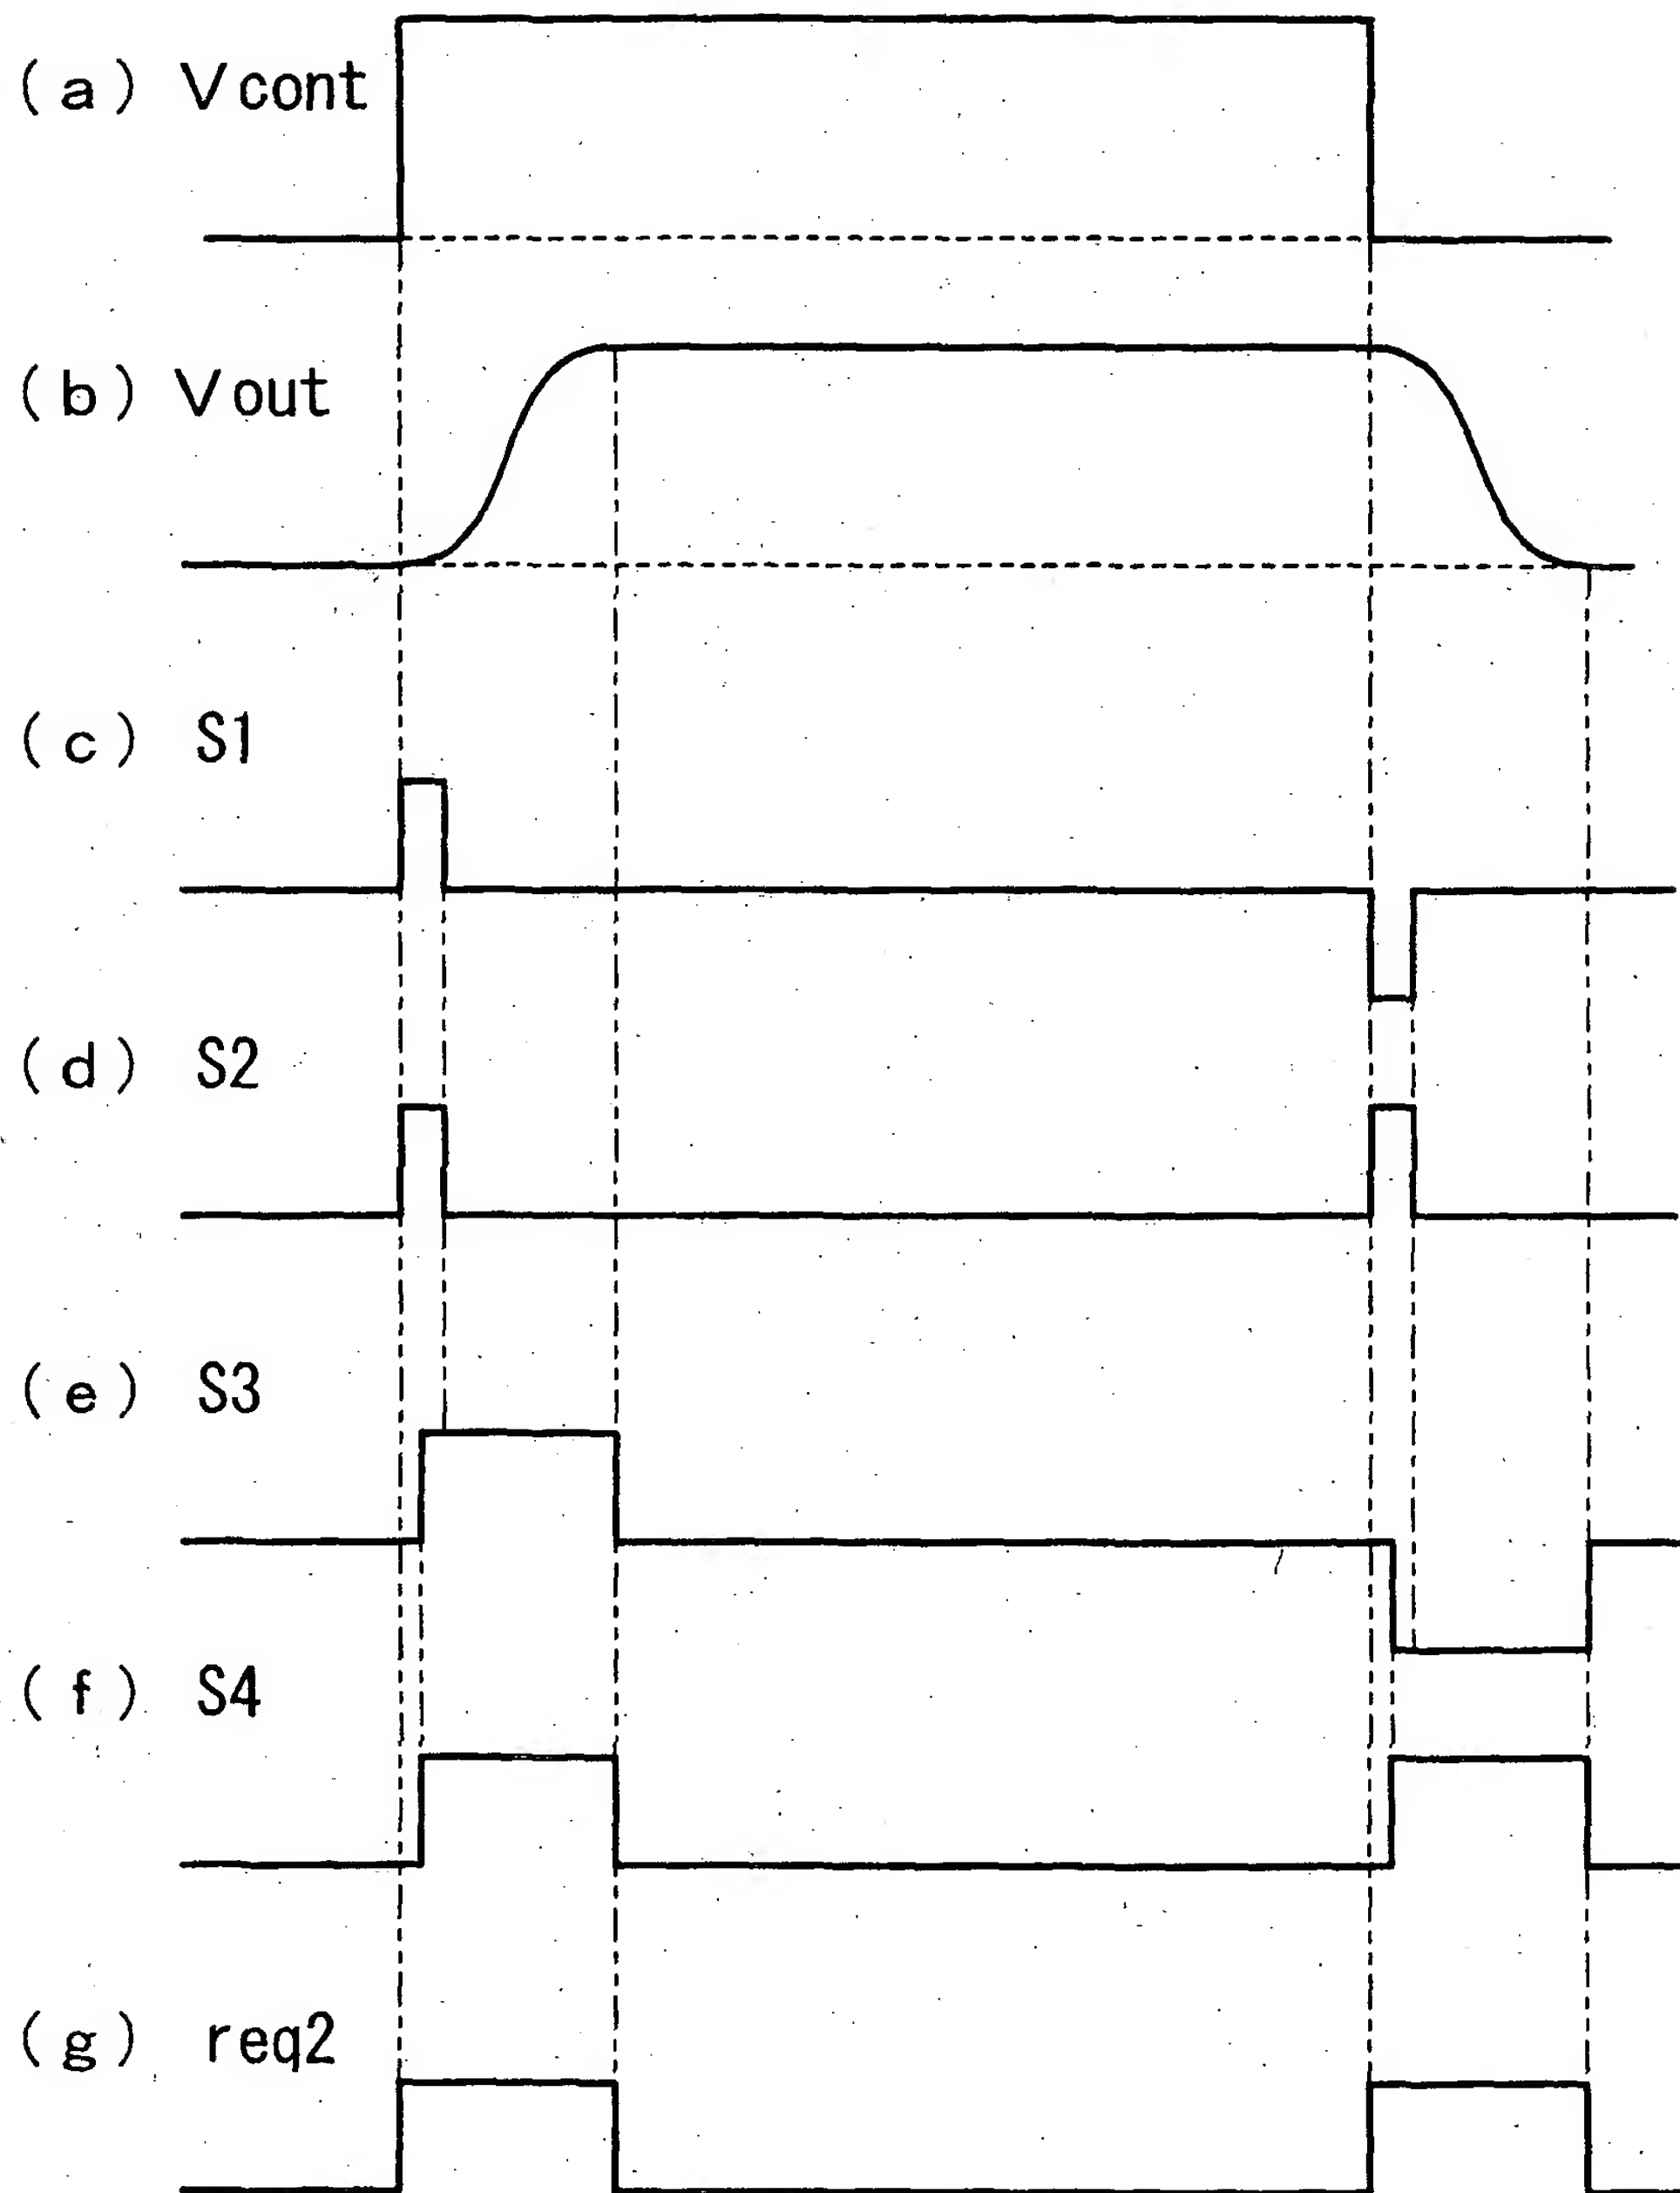 (a) Vcont
(b) Vout
(c) S1
(d) S2
(e) S3
(f) S4
(g) req2